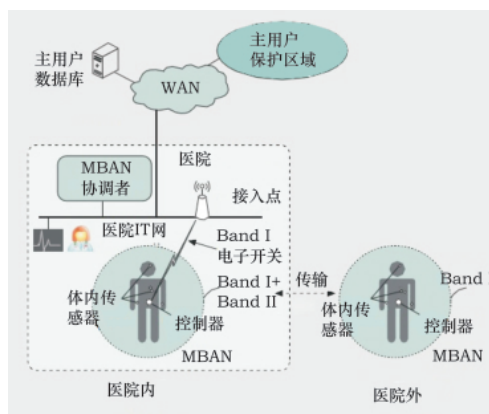 主用户
数据库
主用户
保护区域
WAN
医院
MBAN
协调者
接入点
医院IT网
Band I
电子开关
Band I+
Band II
传输
体内传
感器
控制器
MBAN
医院内
Band
体内传
感器
控制器
MBAN
医院外